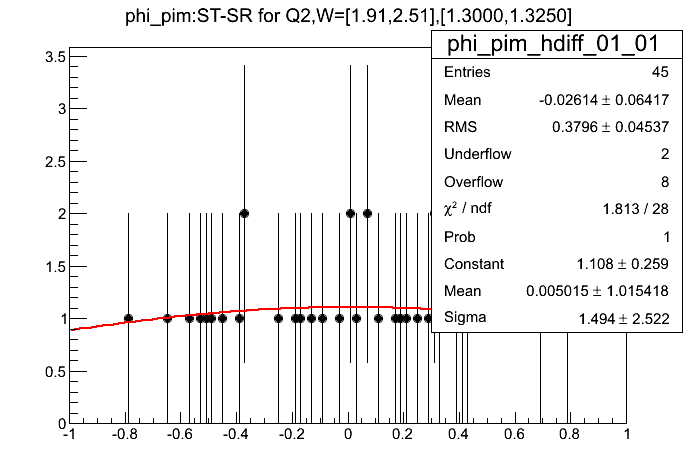 phi_pim:ST-SR for Q2,W=[1.91,2.51],[1.3000,1.3250]
phi_pim_hdiff_01_01
Entries 45
Mean -0.02614 ± 0.06417
RMS 0.3796 ± 0.04537
Underflow 2
Overflow 8
χ² / ndf 1.813 / 28
Prob 1
Constant 1.108 ± 0.259
Mean 0.005015 ± 1.015418
Sigma 1.494 ± 2.522
3.5
3
2.5
2
1.5
1
0.5
0
-1 -0.8 -0.6 -0.4 -0.2 0 0.2 0.4 0.6 0.8 1